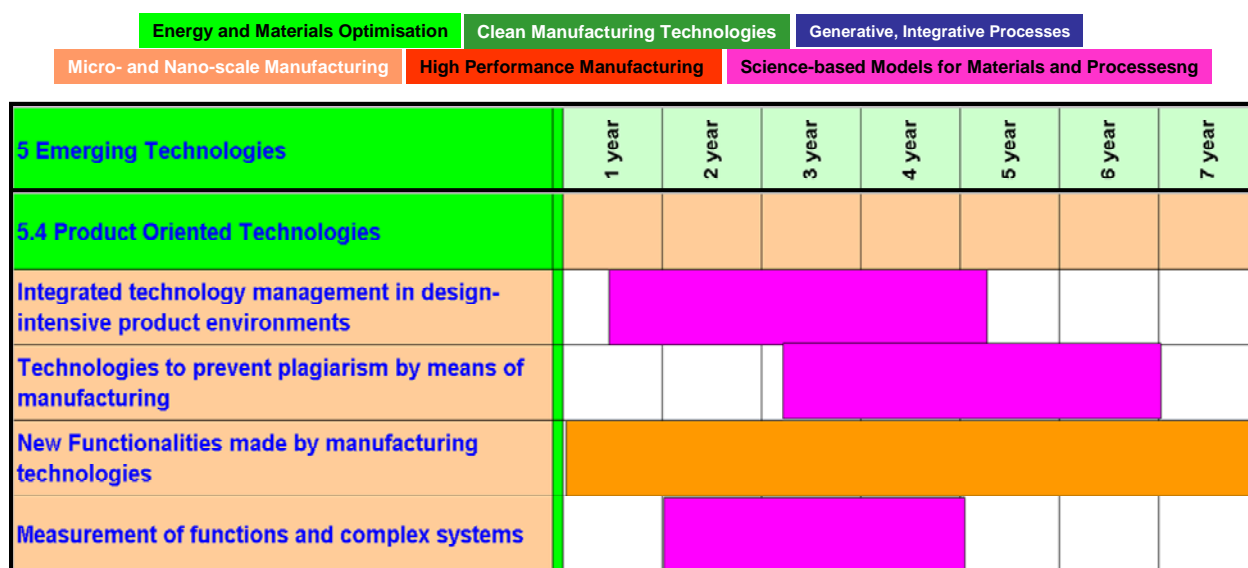 Energy and Materials Optimisation
Clean Manufacturing Technologies
Generative, Integrative Processes
Micro- and Nano-scale Manufacturing
High Performance Manufacturing
Science-based Models for Materials and Processesng
5 Emerging Technologies
1 year
2 year
3 year
4 year
5 year
6 year
7 year
5.4 Product Oriented Technologies
Integrated technology management in design-
intensive product environments
Technologies to prevent plagiarism by means of
manufacturing
New Functionalities made by manufacturing
technologies
Measurement of functions and complex systems